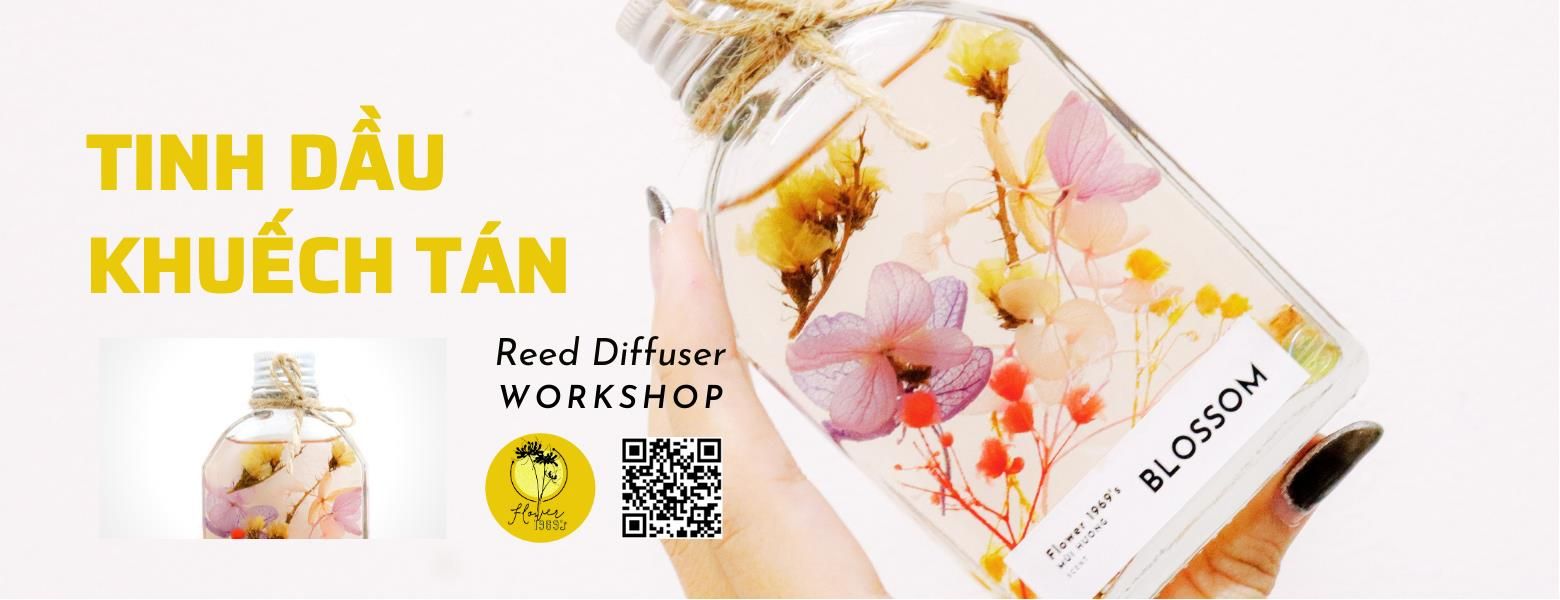 TINH DẦU
KHUẾCH TÁN
Reed Diffuser
WORKSHOP
flower
1969's
BLOSSOM
Flower 1969's
MÙI HƯƠNG
SCENT